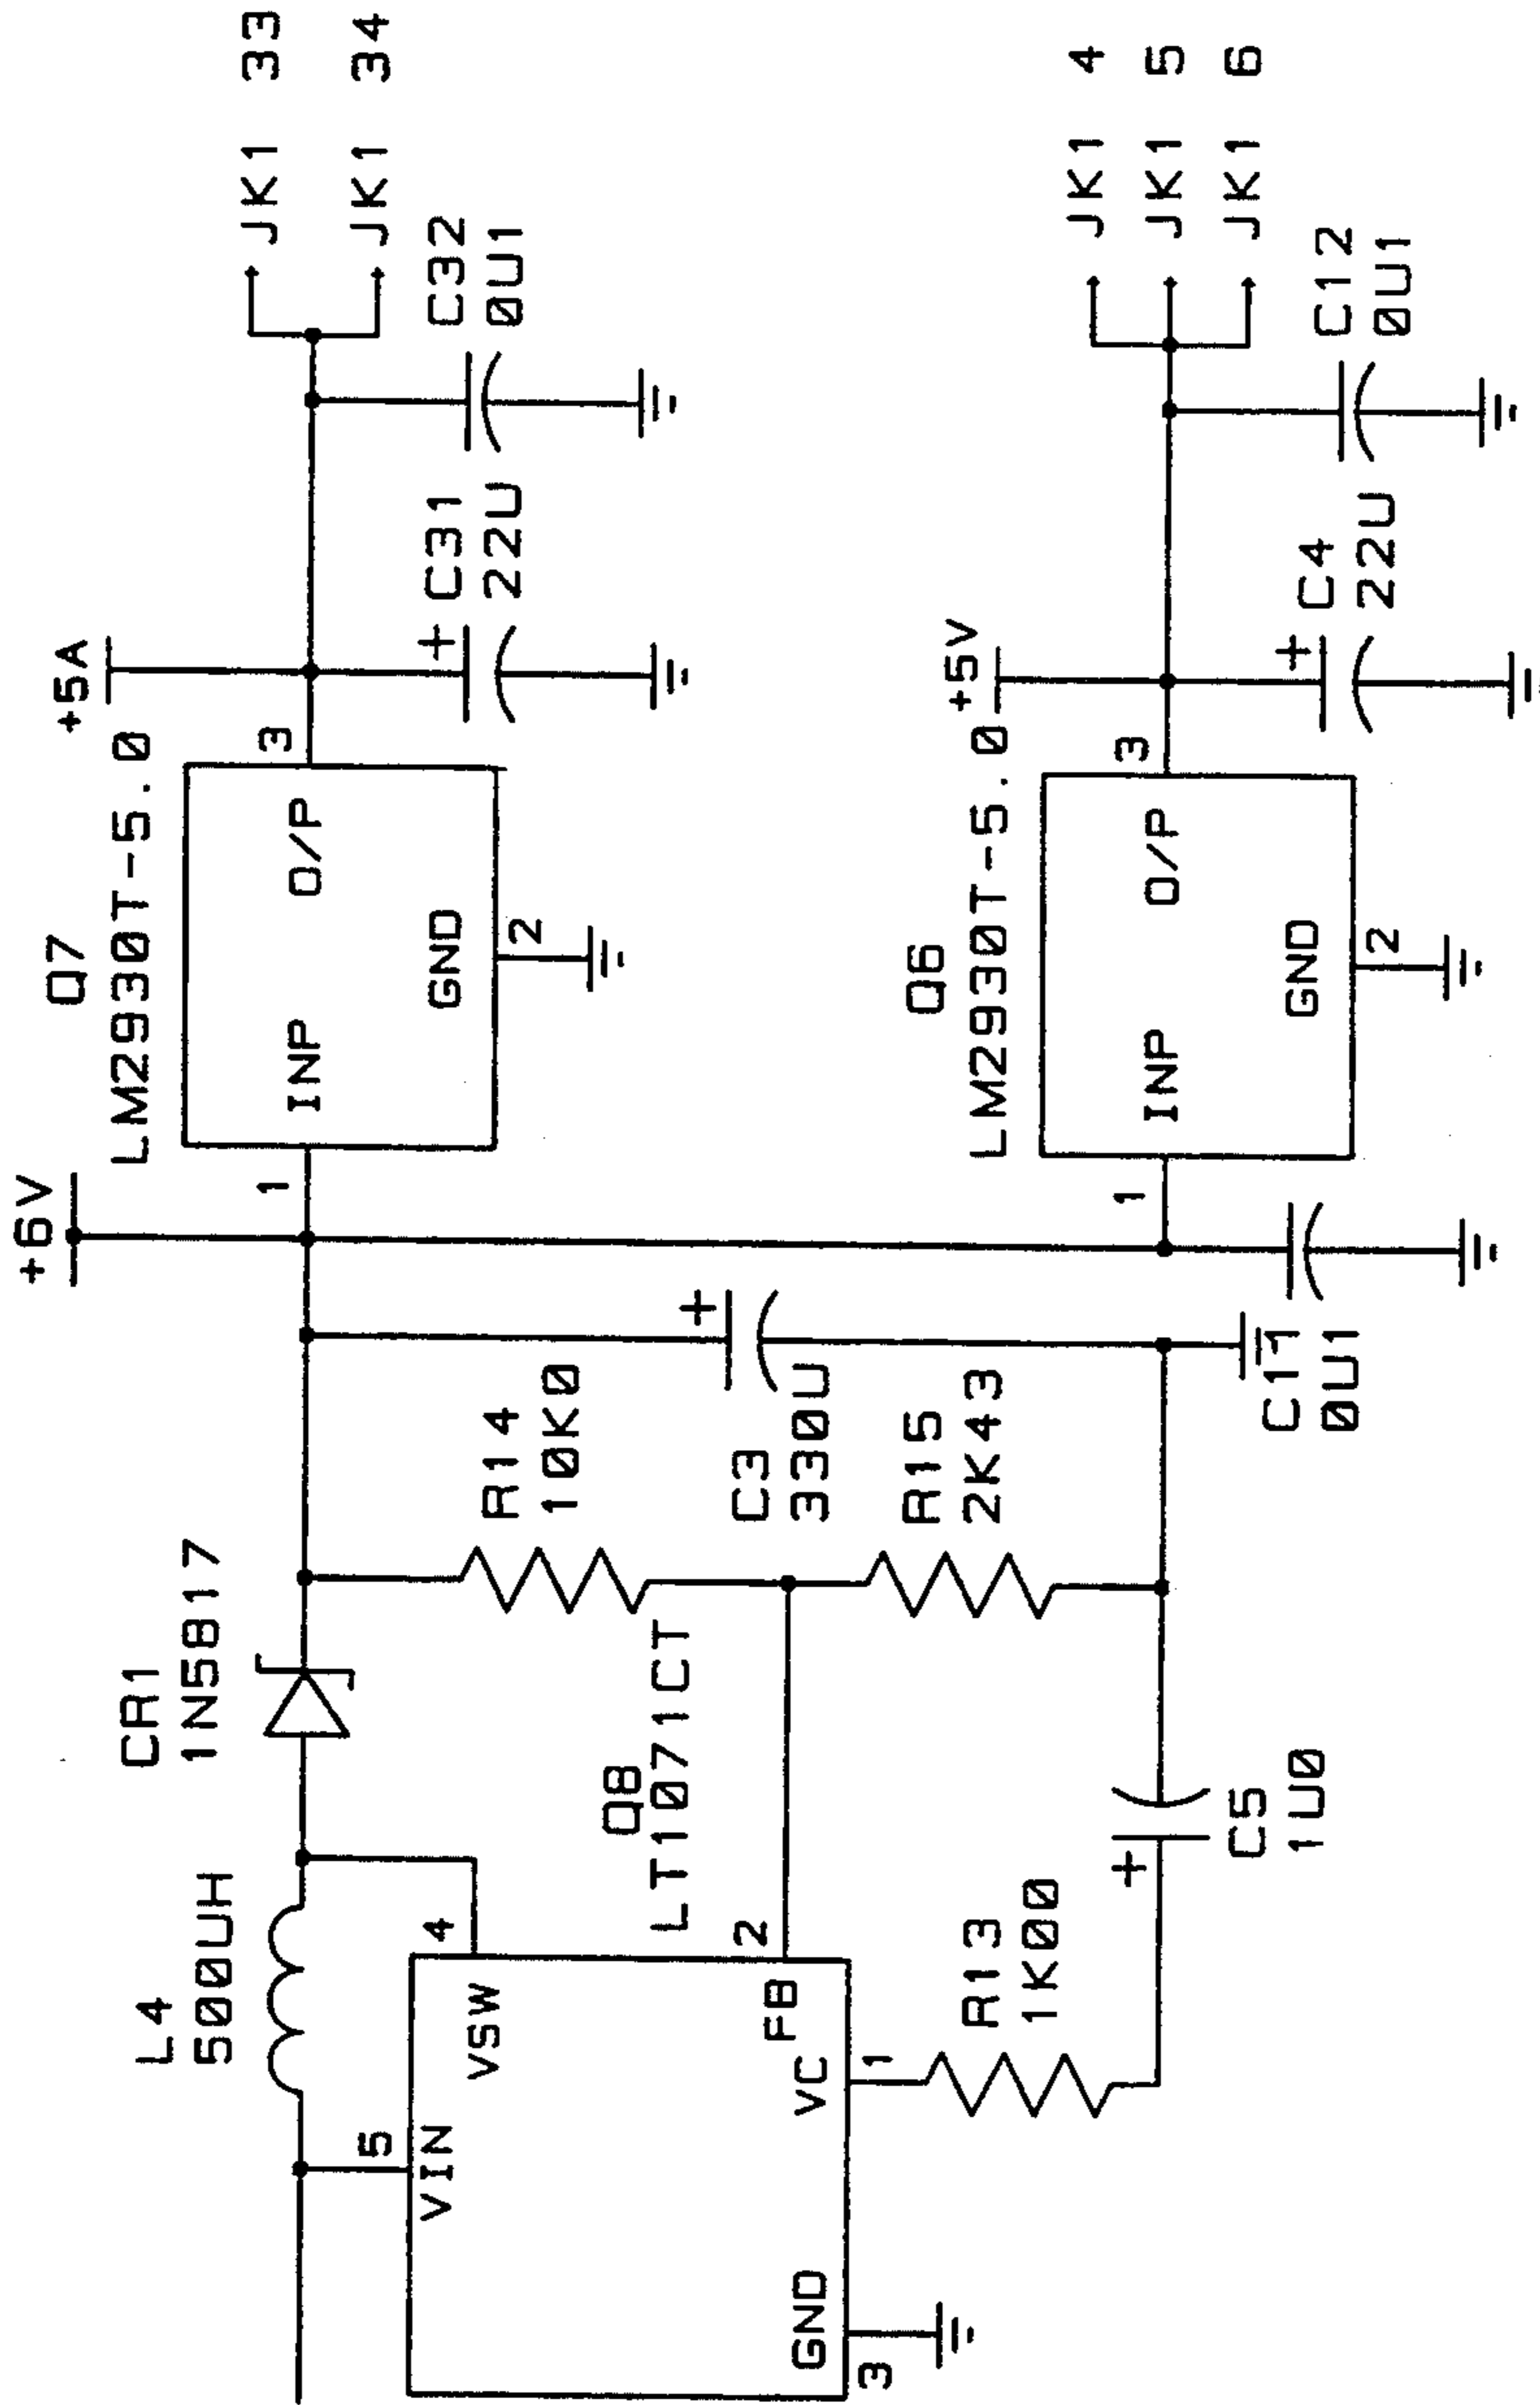 L4
500UH
CR1
1N5817
+6V
Q7
LM2930T-5.0
+5A
JK1 33
JK1 34
5
VIN
4
VSW
1
INP
O/P
3
GND
2
C31
22U
C32
0U1
Q8
LT1071CT
R14
10K0
FB
2
VC
1
GND
3
C3
330U
R15
2K43
R13
1K00
C5
1U0
C11
0U1
Q6
LM2930T-5.0
+5V
1
INP
O/P
3
GND
2
C4
22U
C12
0U1
JK1 4
JK1 5
JK1 6